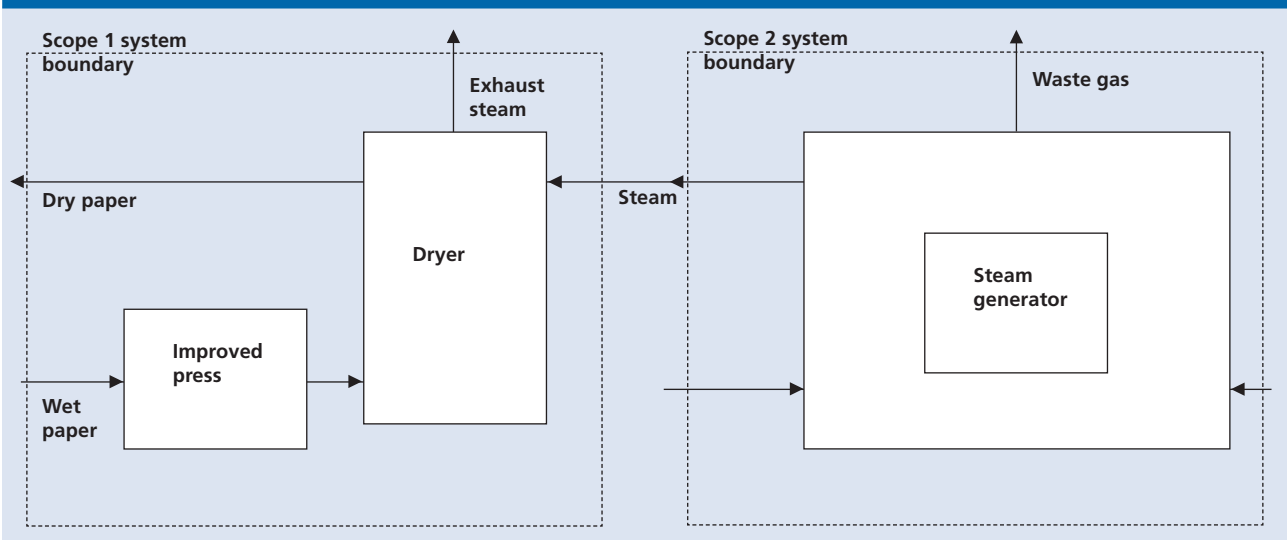 Scope 1 system
boundary
Exhaust
steam
Dry paper
Dryer
Improved
press
Wet
paper
Steam
Scope 2 system
boundary
Waste gas
Steam
generator